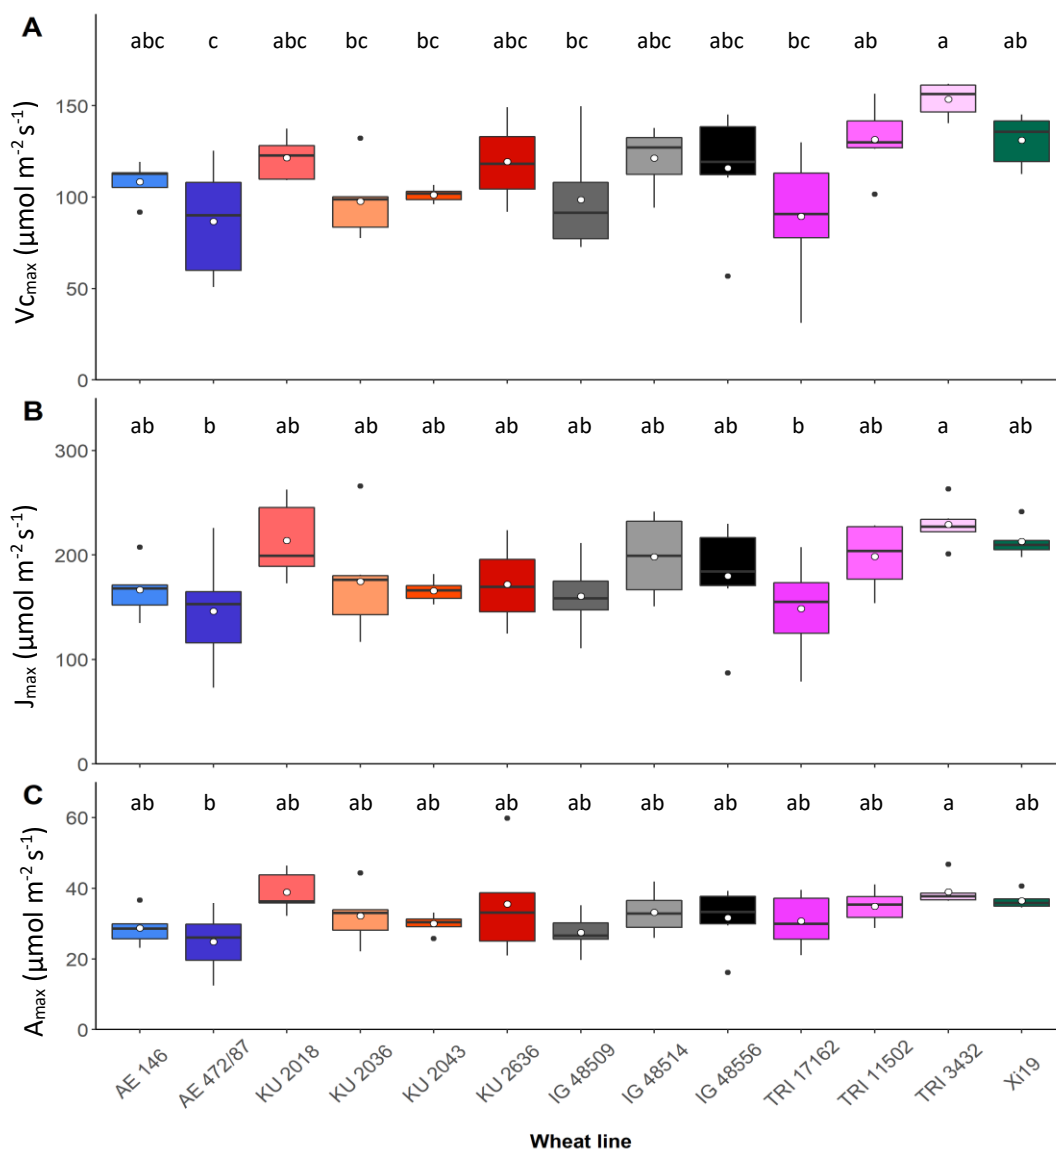 A
abc c abc bc bc abc bc abc abc bc ab a ab
150
100
50
0
Vcmax (µmol m-2 s-1)
B
ab b ab ab ab ab ab ab ab b ab a ab
300
200
100
0
Jmax (µmol m-2 s-1)
C
ab b ab ab ab ab ab ab ab ab ab a ab
60
40
20
0
Amax (µmol m-2 s-1)
AE 146
AE 472/87
KU 2018
KU 2036
KU 2043
KU 2636
IG 48509
IG 48514
IG 48556
TRI 17162
TRI 11502
TRI 3432
Xi19
Wheat line